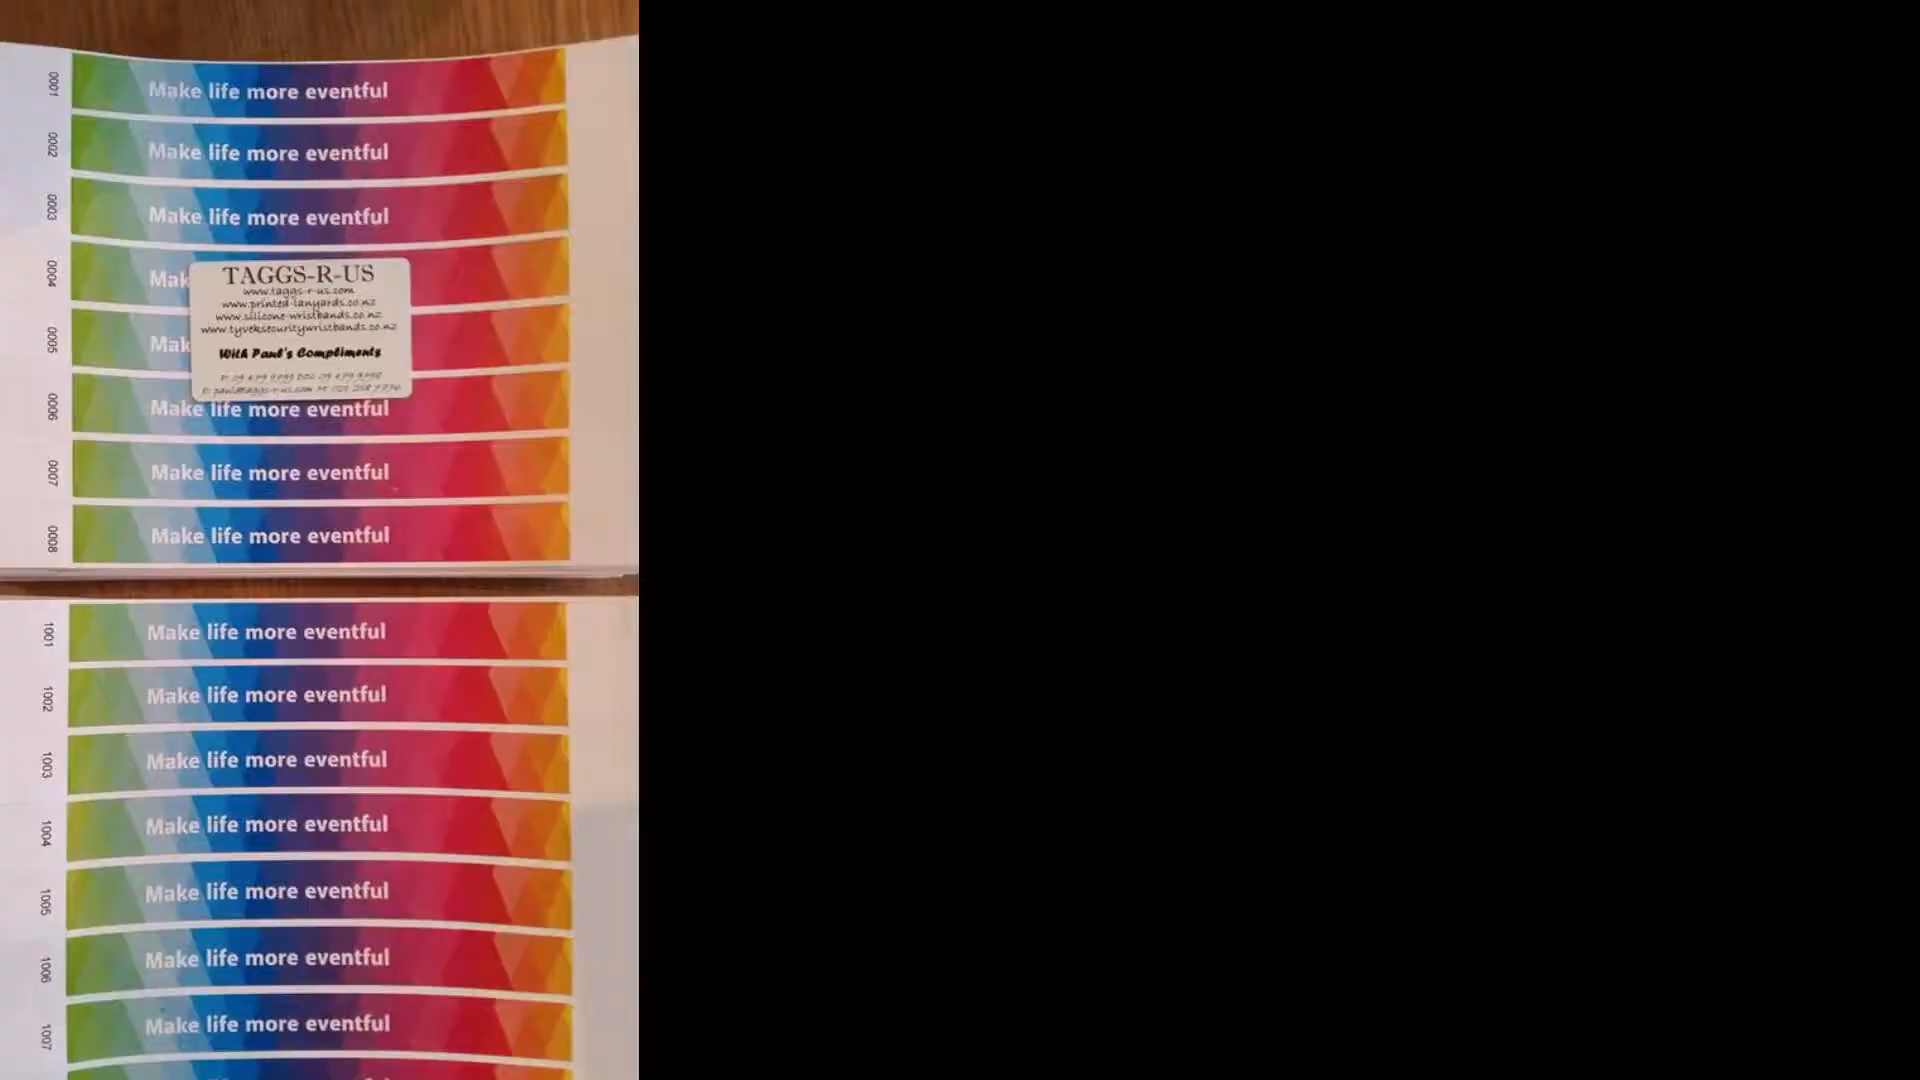 0001 Make life more eventful
0002 Make life more eventful
0003 Make life more eventful
0004 Mak
TAGGS-R-US
www.taggs-r-us.com
www.printed-lanyards.co.nz
www.silicone-wristbands.co.nz
www.tyveksecuritywristbands.co.nz
With Paul's Compliments
0005 Mak
0006 Make life more eventful
0007 Make life more eventful
0008 Make life more eventful
1001 Make life more eventful
1002 Make life more eventful
1003 Make life more eventful
1004 Make life more eventful
1005 Make life more eventful
1006 Make life more eventful
1007 Make life more eventful